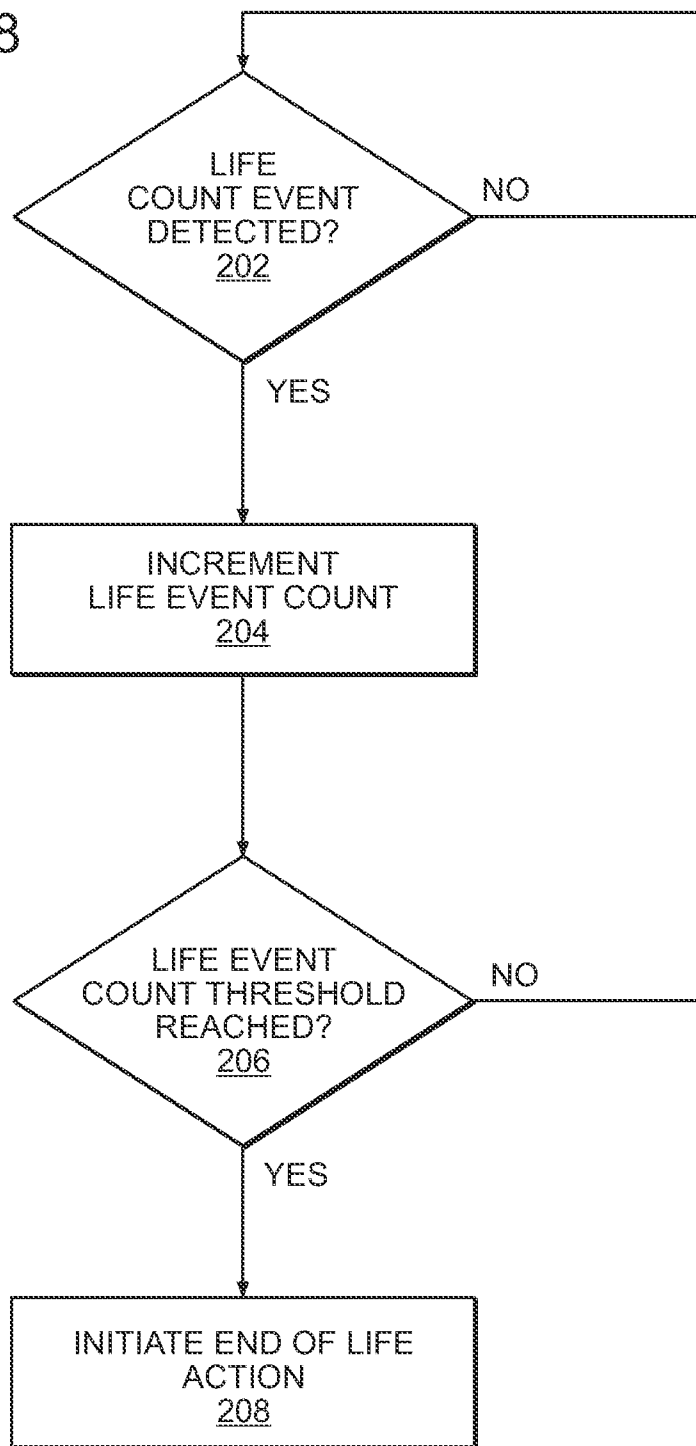 8
LIFE
COUNT EVENT
DETECTED?
202
NO
YES
INCREMENT
LIFE EVENT COUNT
204
LIFE EVENT
COUNT THRESHOLD
REACHED?
206
NO
YES
INITIATE END OF LIFE
ACTION
208